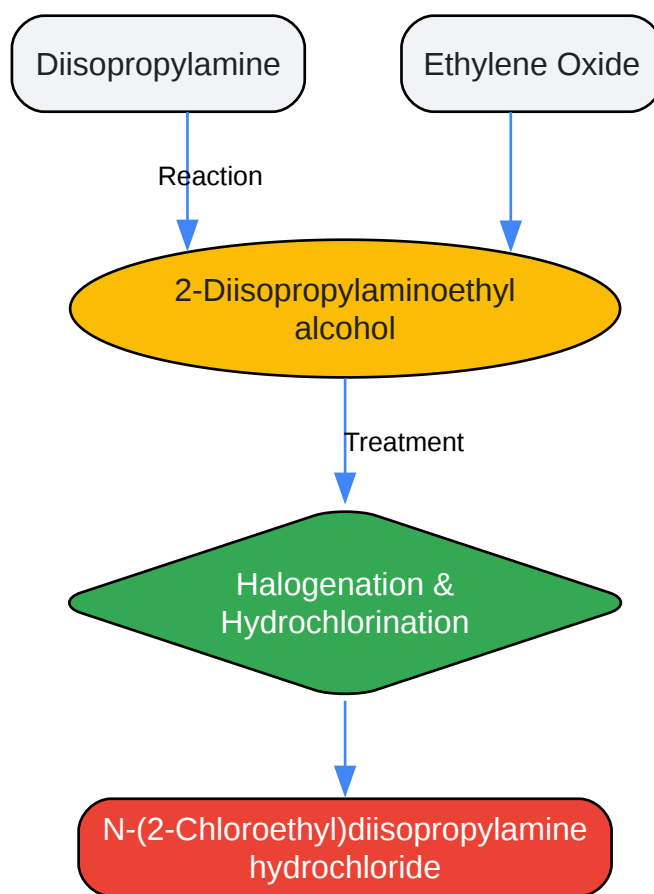 Diisopropylamine
Ethylene Oxide
Reaction
2-Diisopropylaminoethyl
alcohol
Treatment
Halogenation &
Hydrochlorination
N-(2-Chloroethyl)diisopropylamine
hydrochloride